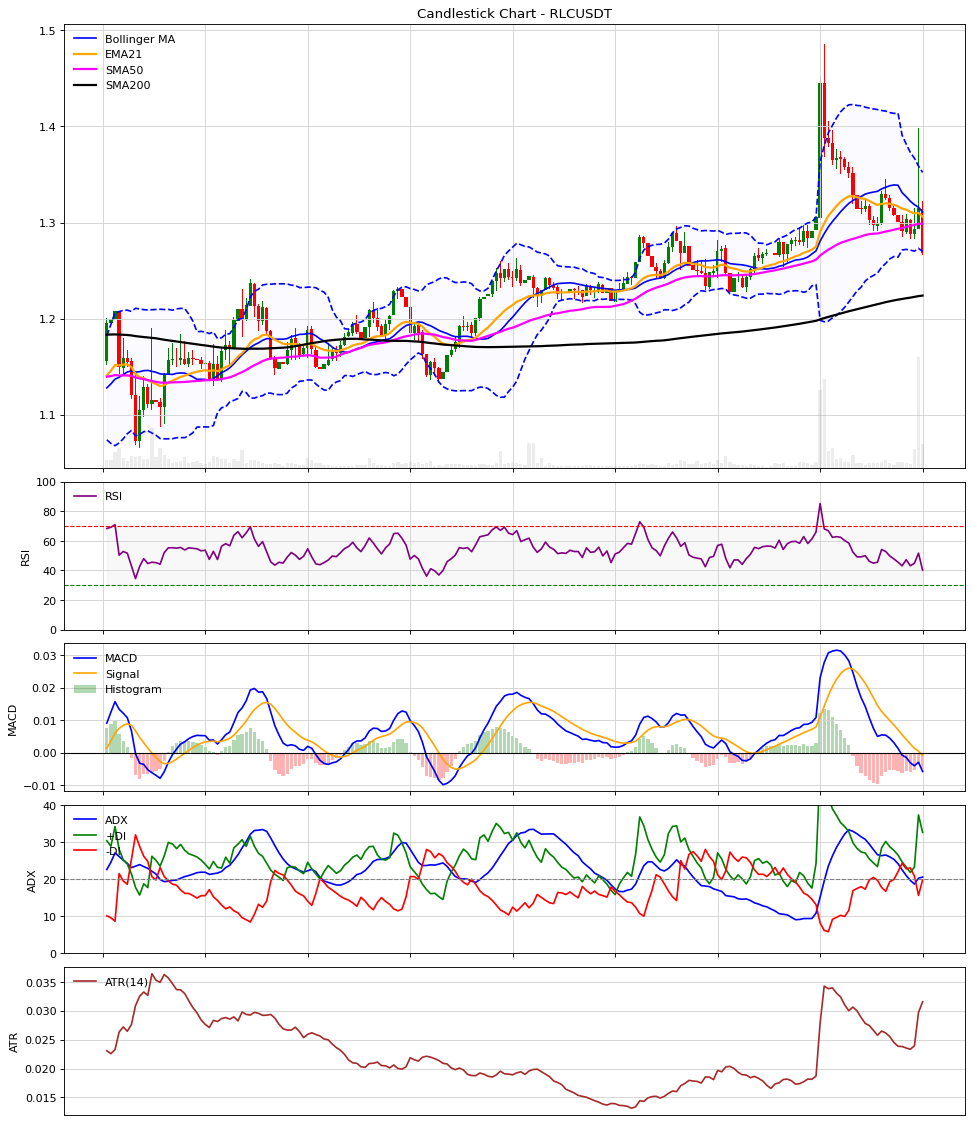 Candlestick Chart - RLCUSDT
Bollinger MA
EMA21
SMA50
SMA200
1.5
1.4
1.3
1.2
1.1
RSI
RSI
100
80
60
40
20
0
MACD
Signal
Histogram
MACD
0.03
0.02
0.01
0.00
−0.01
ADX
+DI
-DI
ADX
40
30
20
10
0
ATR(14)
ATR
0.035
0.030
0.025
0.020
0.015